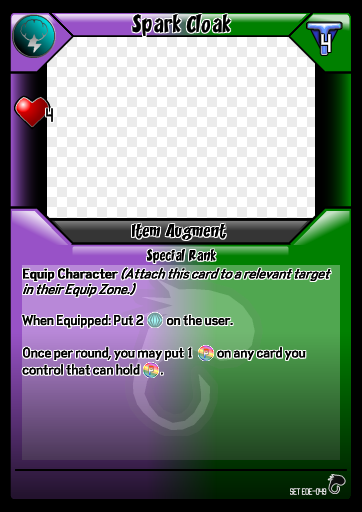 Spark Cloak
4
4
Item Augment
Special Rank
Equip Character (Attach this card to a relevant target
in their Equip Zone.)
When Equipped: Put 2 on the user.
Once per round, you may put 1 P on any card you
control that can hold P.
SET EOE-049